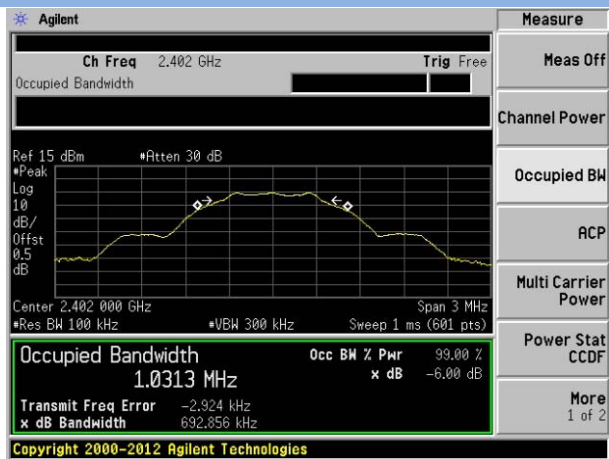 Agilent
Measure
Ch Freq 2.402 GHz Trig Free
Occupied Bandwidth
Meas Off
Channel Power
Occupied BW
ACP
Multi Carrier
Power
Power Stat
CCDF
More
1 of 2
Ref 15 dBm #Atten 30 dB
#Peak
Log
10
dB/
Offst
0.5
dB
Center 2.402 000 GHz Span 3 MHz
#Res BW 100 kHz #VBW 300 kHz Sweep 1 ms (601 pts)
Occupied Bandwidth Occ BW % Pwr 99.00 %
1.0313 MHz x dB -6.00 dB
Transmit Freq Error -2.924 kHz
x dB Bandwidth 692.856 kHz
Copyright 2000-2012 Agilent Technologies